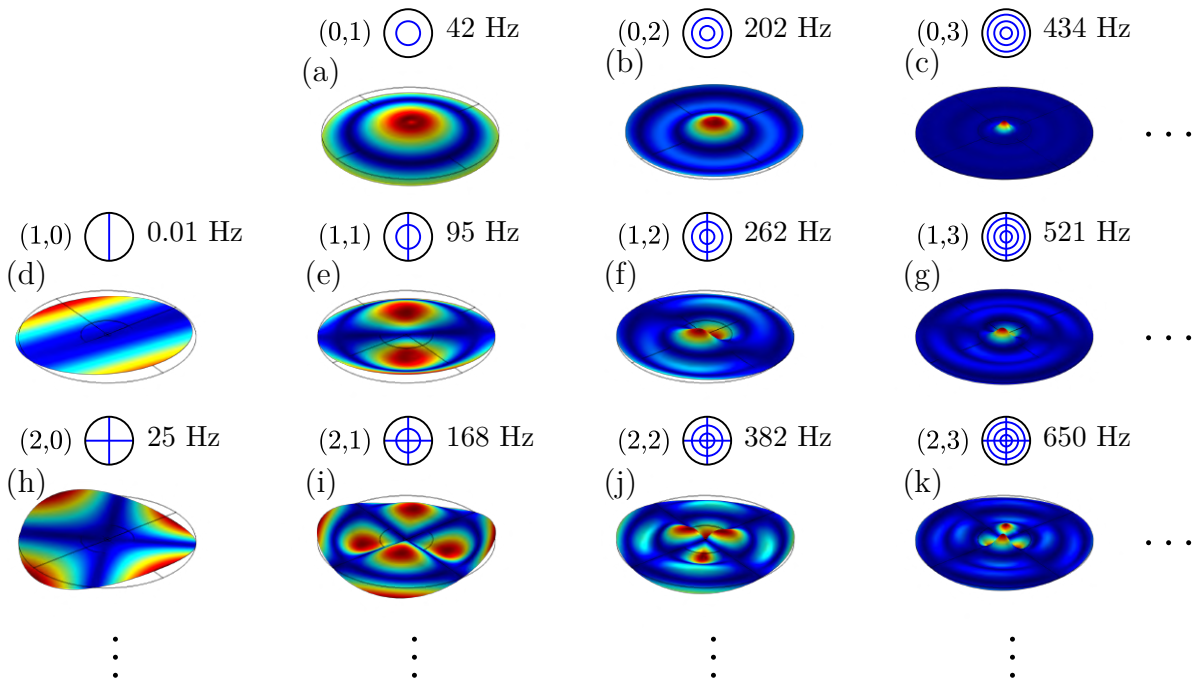 (0,1) 42 Hz (0,2) 202 Hz (0,3) 434 Hz
(a) (b) (c)
. . .
(1,0) 0.01 Hz (1,1) 95 Hz (1,2) 262 Hz (1,3) 521 Hz
(d) (e) (f) (g)
. . .
(2,0) 25 Hz (2,1) 168 Hz (2,2) 382 Hz (2,3) 650 Hz
(h) (i) (j) (k)
. . .